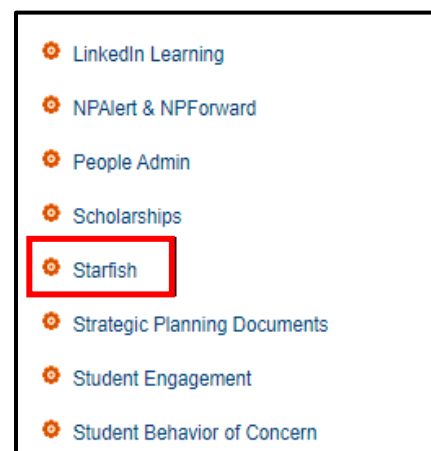 LinkedIn Learning
NPAlert & NPForward
People Admin
Scholarships
Starfish
Strategic Planning Documents
Student Engagement
Student Behavior of Concern